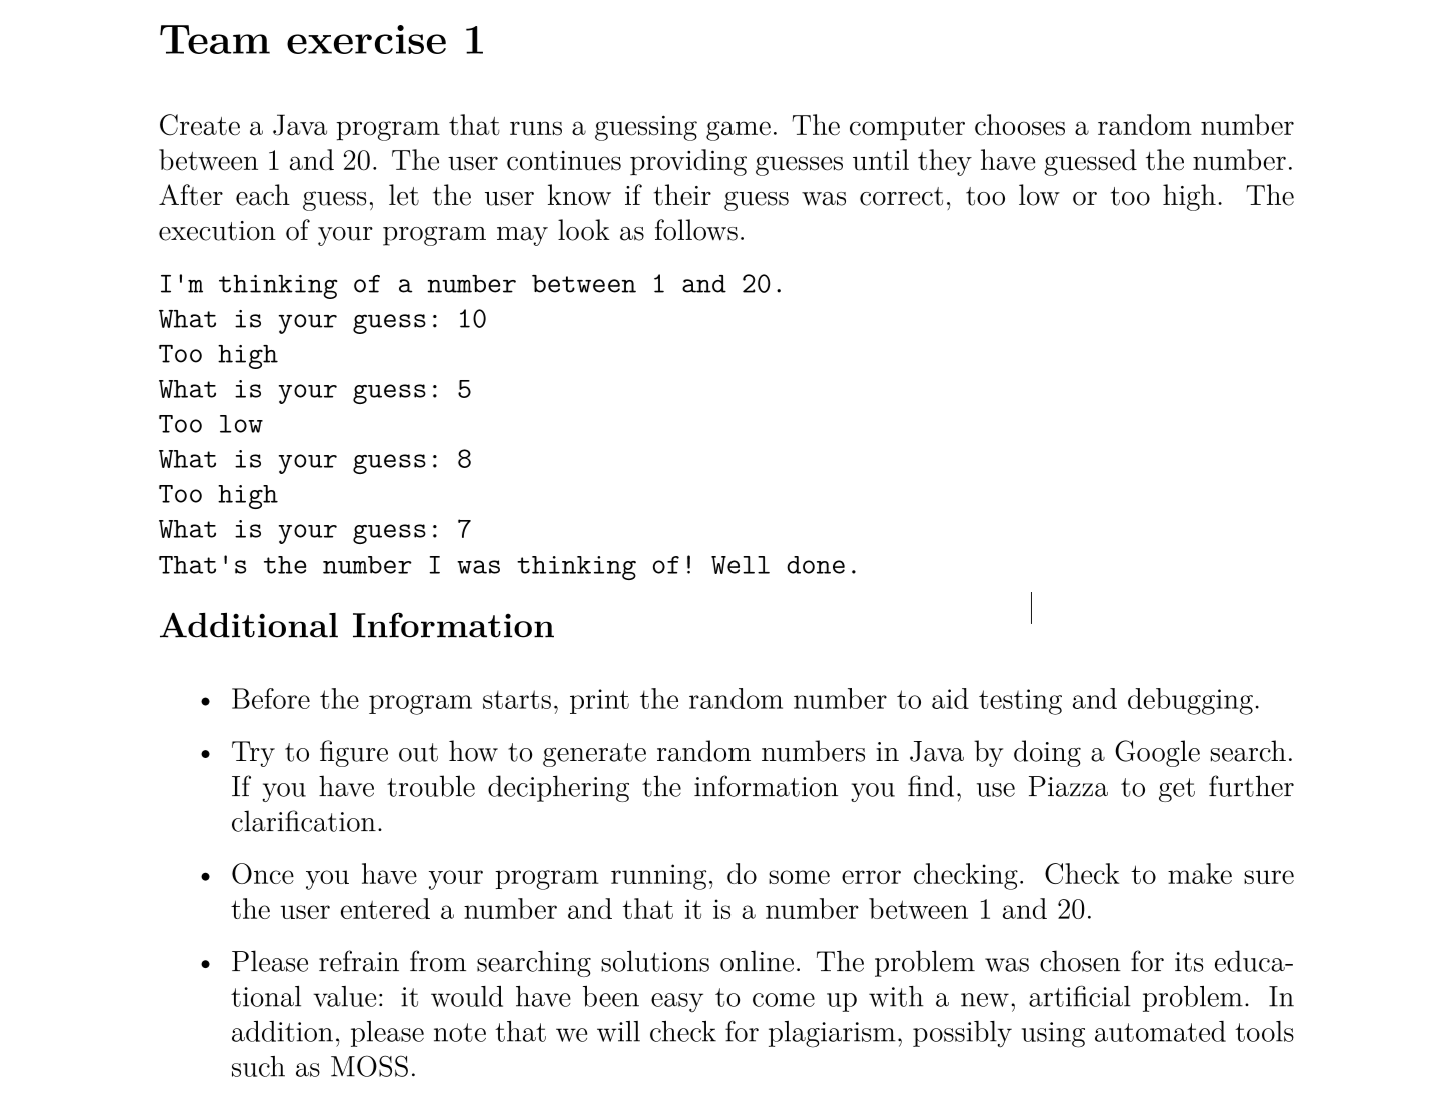 Team exercise 1
Create a Java program that runs a guessing game. The computer chooses a random number
between 1 and 20. The user continues providing guesses until they have guessed the number.
After each guess, let the user know if their guess was correct, too low or too high. The
execution of your program may look as follows.
I'm thinking of a number between 1 and 20.
What is your guess: 10
Too high
What is your guess: 5
Too low
What is your guess: 8
Too high
What is your guess: 7
That's the number I was thinking of! Well done.
Additional Information
• Before the program starts, print the random number to aid testing and debugging.
• Try to figure out how to generate random numbers in Java by doing a Google search.
If you have trouble deciphering the information you find, use Piazza to get further
clarification.
• Once you have your program running, do some error checking. Check to make sure
the user entered a number and that it is a number between 1 and 20.
• Please refrain from searching solutions online. The problem was chosen for its educa-
tional value: it would have been easy to come up with a new, artificial problem. In
addition, please note that we will check for plagiarism, possibly using automated tools
such as MOSS.